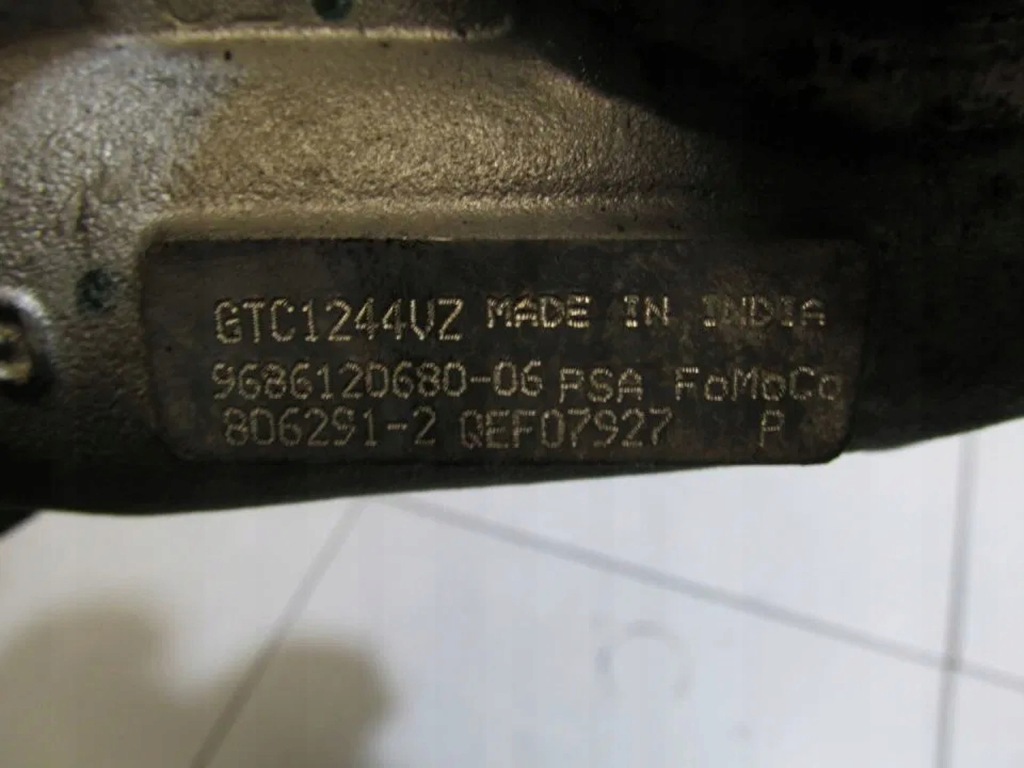 GTC1244VZ MADE IN INDIA
9686120680-06 PSA FoMoCo
806291-2 QEF07927 P